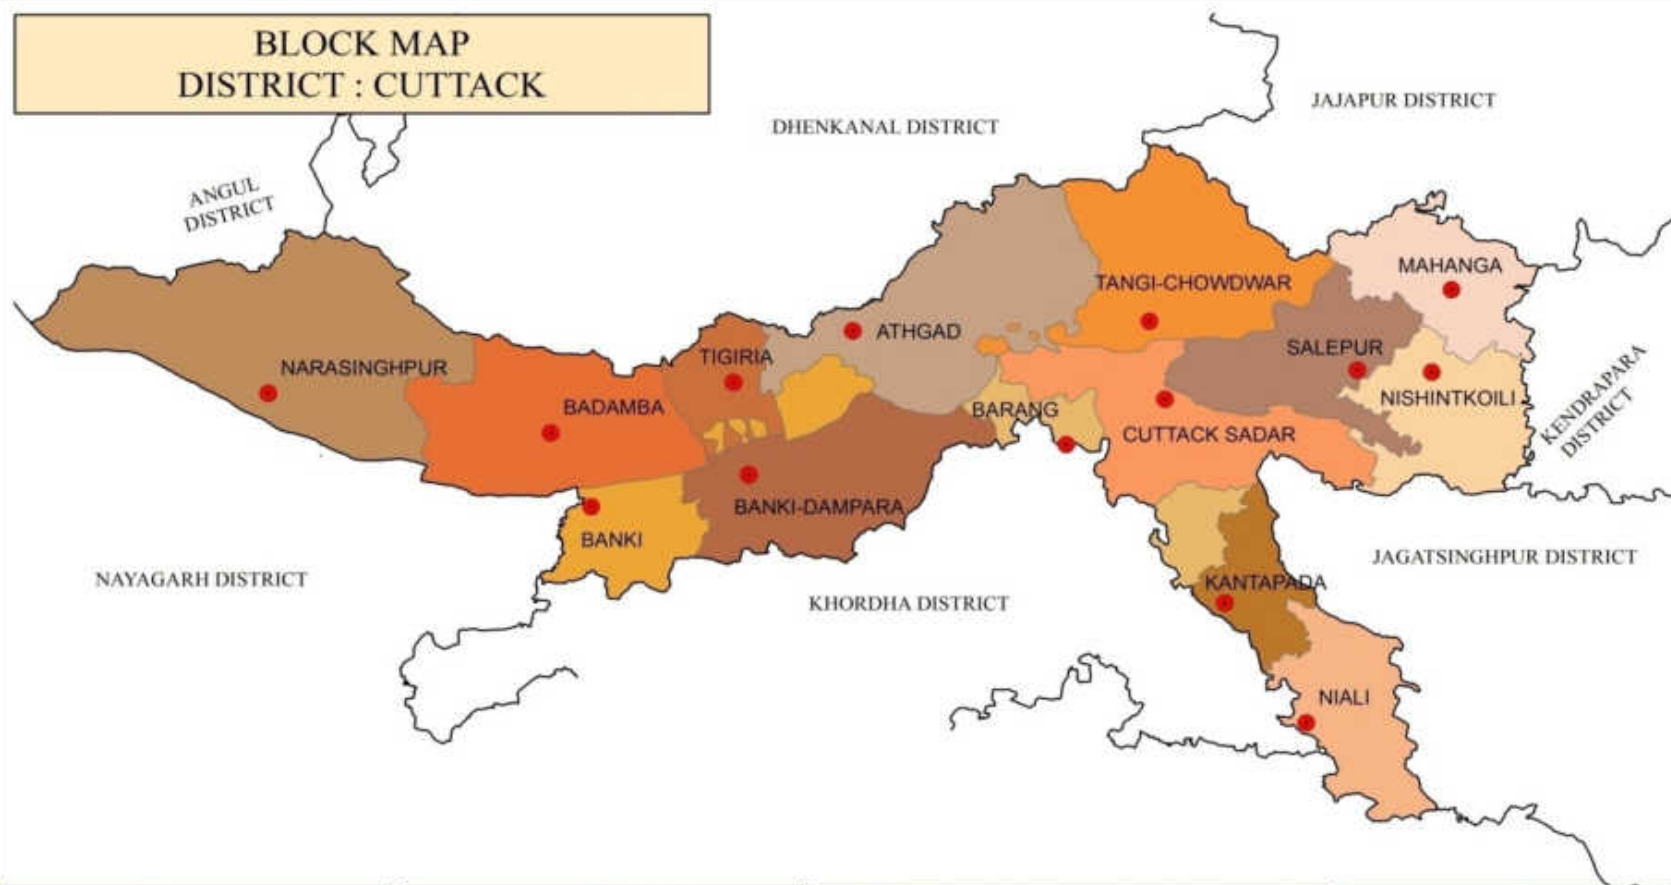 BLOCK MAP
DISTRICT : CUTTACK
JAJAPUR DISTRICT
DHENKANAL DISTRICT
ANGUL
DISTRICT
MAHANGA
TANGI-CHOWDWAR
ATHGAD
SALEPUR
TIGIRIA
NARASINGHPUR
NISHINTKOILI
KENDRAPARA
DISTRICT
BADAMBA
BARANG
CUTTACK SADAR
BANKI-DAMPARA
BANKI
JAGATSINGHPUR DISTRICT
NAYAGARH DISTRICT
KANTAPADA
KHORDHA DISTRICT
NIALI